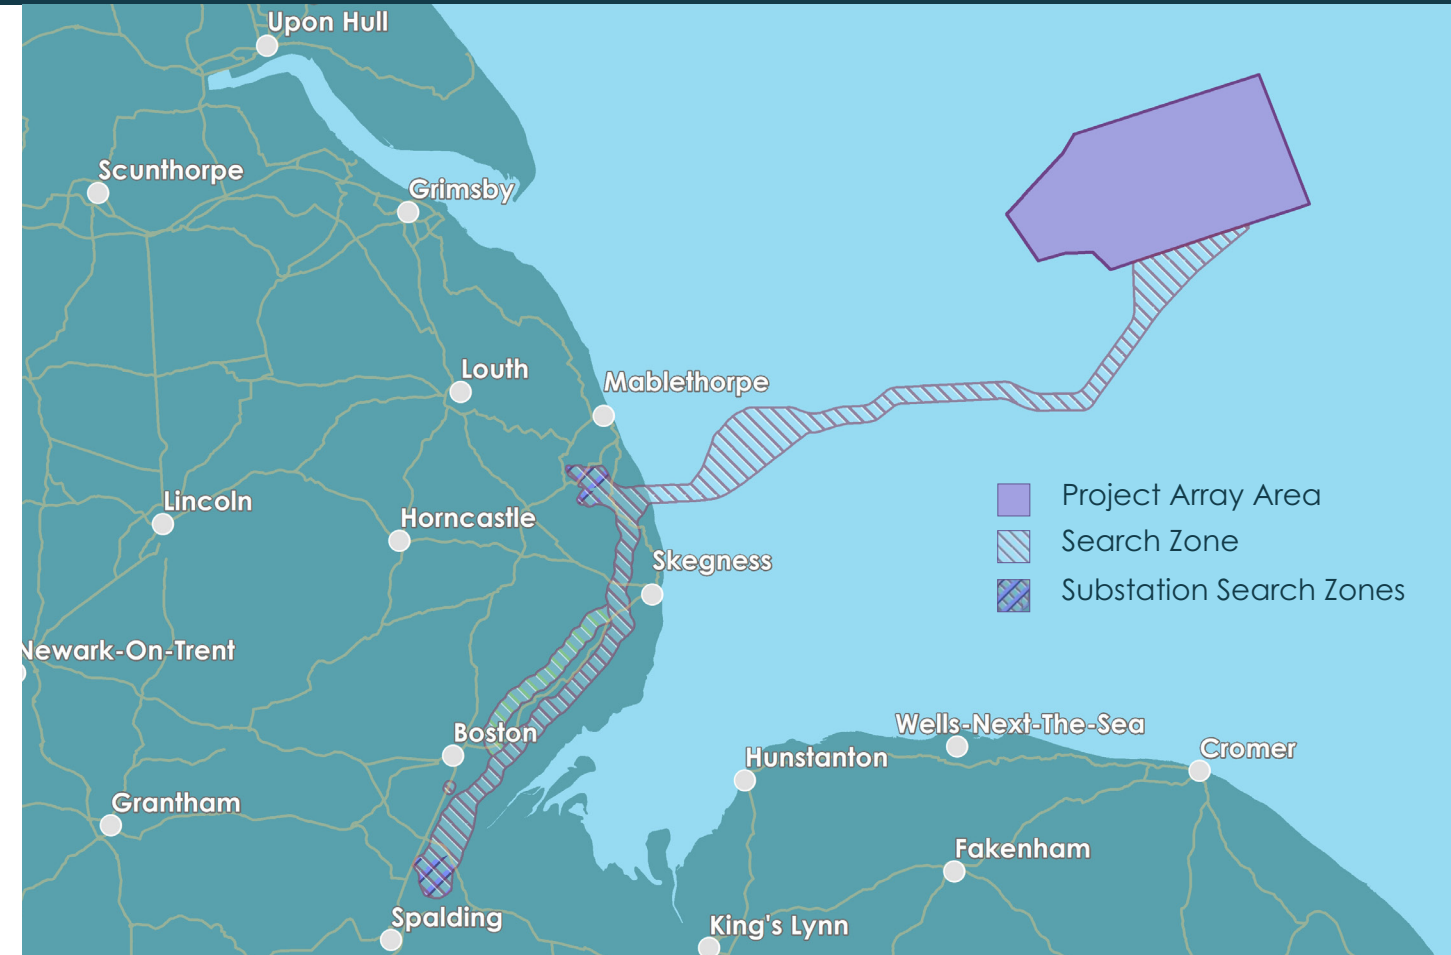 Upon Hull
Scunthorpe
Grimsby
Louth
Mablethorpe
Lincoln
Horncastle
Skegness
Project Array Area
Search Zone
Substation Search Zones
Newark-On-Trent
Boston
Wells-Next-The-Sea
Hunstanton
Cromer
Grantham
Fakenham
Spalding
King's Lynn